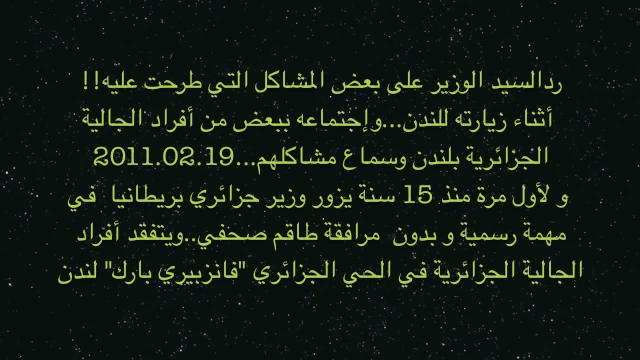 ردالسيد الوزير على بعض المشاكل التي طرحت عليه!!
أثناء زيارته للندن...وإجتماعه ببعض من أفراد الجالية
الجزائرية بلندن وسماع مشاكلهم...2011.02.19
و لأول مرة منذ 15 سنة يزور وزير جزائري بريطانيا في
مهمة رسمية و بدون مرافقة طاقم صحفي..ويتفقد أفراد
الجالية الجزائرية في الحي الجزائري "فانزبيري بارك" لندن